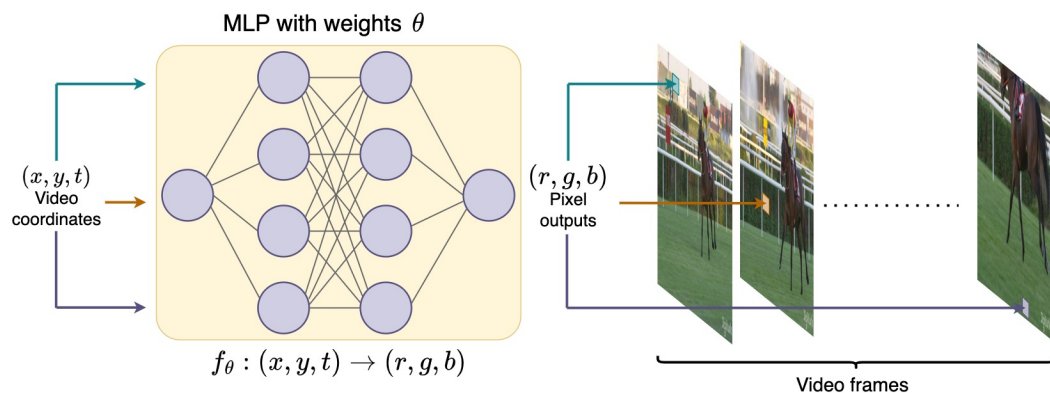 MLP with weights θ
(x, y, t)
Video
coordinates
f_θ : (x, y, t) → (r, g, b)
(r, g, b)
Pixel
outputs
Video frames